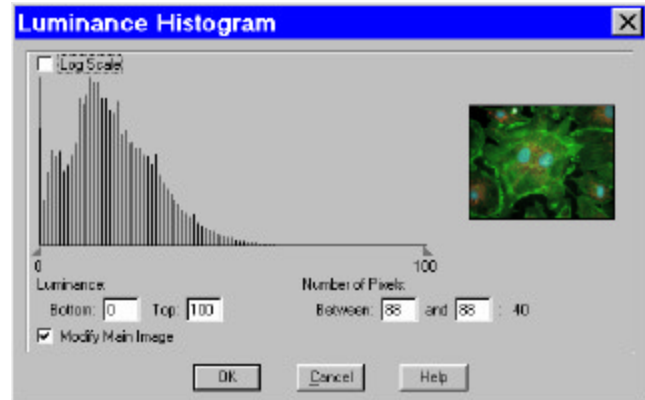 Luminance Histogram
Log Scale
0 100
Luminance: Number of Pixels:
Bottom: 0 Top: 100 Between: 88 and 88 : 40
Modify Main Image
OK Cancel Help